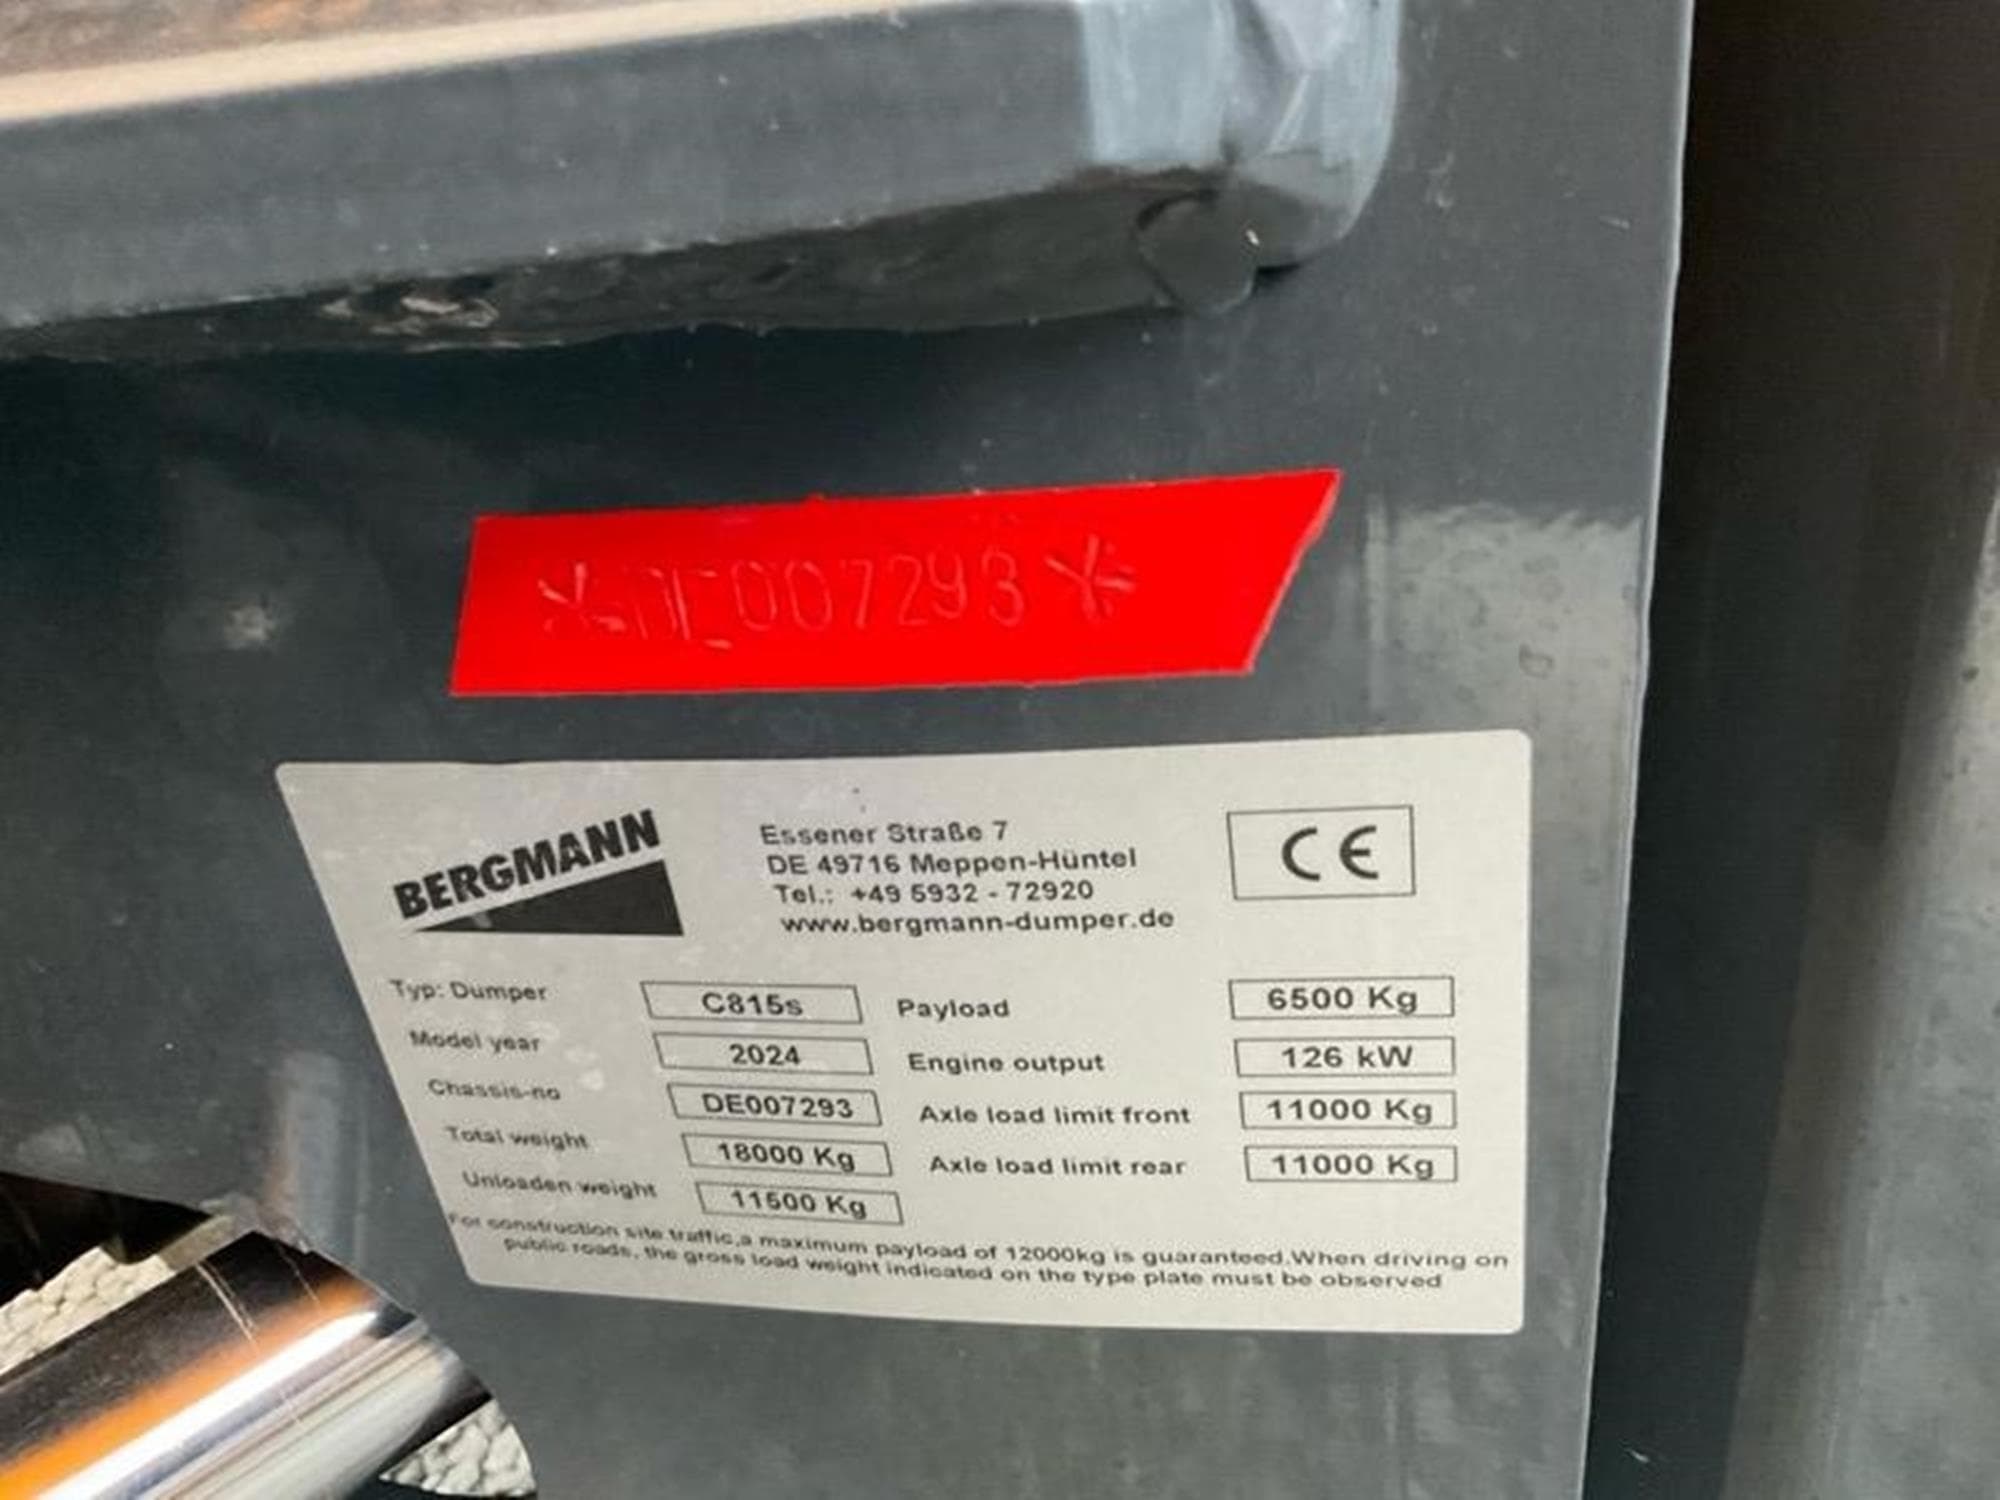 *DE007293*
BERGMANN
Essener Straße 7
DE 49716 Meppen-Hüntel
Tel.: +49 5932 - 72920
www.bergmann-dumper.de
CE
Typ: Dumper C815s Payload 6500 Kg
Model year 2024 Engine output 126 kW
Chassis-no DE007293 Axle load limit front 11000 Kg
Total weight 18000 Kg Axle load limit rear 11000 Kg
Unloaden weight 11500 Kg
For construction site traffic,a maximum payload of 12000kg is guaranteed.When driving on
public roads, the gross load weight indicated on the type plate must be observed